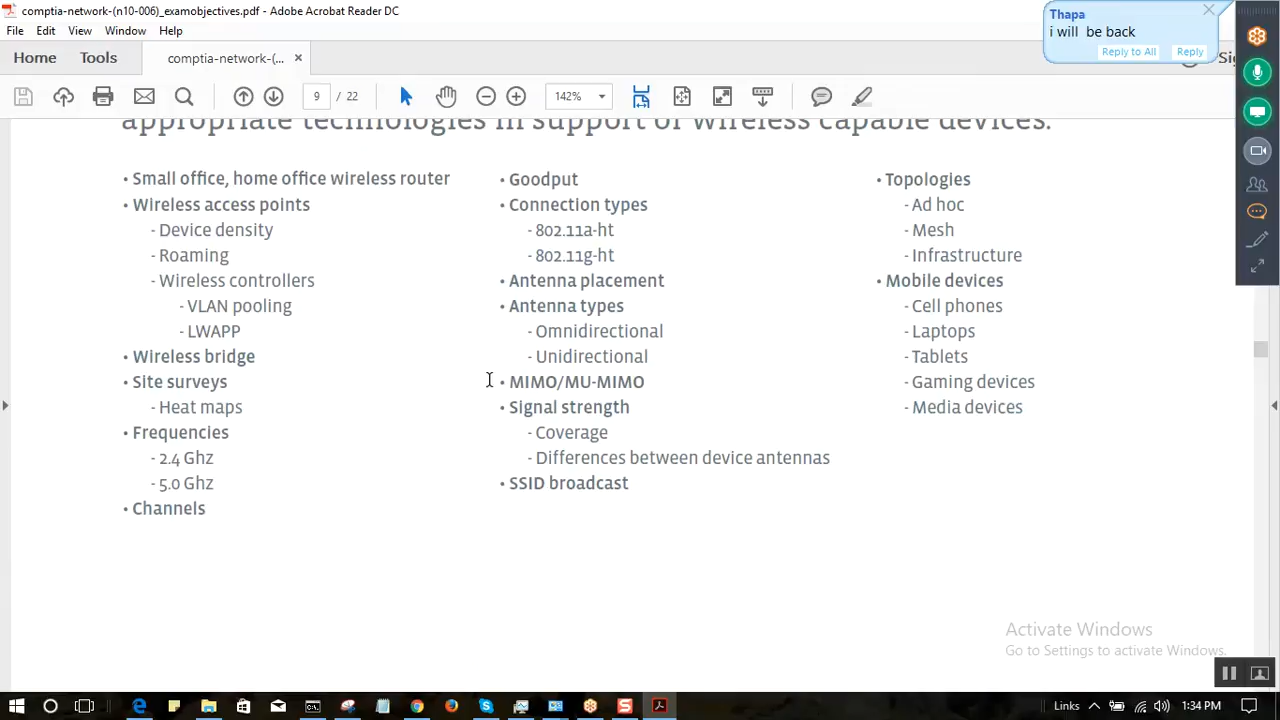 comptia-network-(n10-006)_examobjectives.pdf - Adobe Acrobat Reader DC
File Edit View Window Help
Home Tools comptia-network-(... ×
9 / 22 142%
Thapa
i will be back
Reply to All Reply
appropriate technologies in support of wireless capable devices.
• Small office, home office wireless router
• Wireless access points
- Device density
- Roaming
- Wireless controllers
- VLAN pooling
- LWAPP
• Wireless bridge
• Site surveys
- Heat maps
• Frequencies
- 2.4 Ghz
- 5.0 Ghz
• Channels
• Goodput
• Connection types
- 802.11a-ht
- 802.11g-ht
• Antenna placement
• Antenna types
- Omnidirectional
- Unidirectional
• MIMO/MU-MIMO
• Signal strength
- Coverage
- Differences between device antennas
• SSID broadcast
• Topologies
- Ad hoc
- Mesh
- Infrastructure
• Mobile devices
- Cell phones
- Laptops
- Tablets
- Gaming devices
- Media devices
Activate Windows
Go to Settings to activate Windows.
Links 1:34 PM